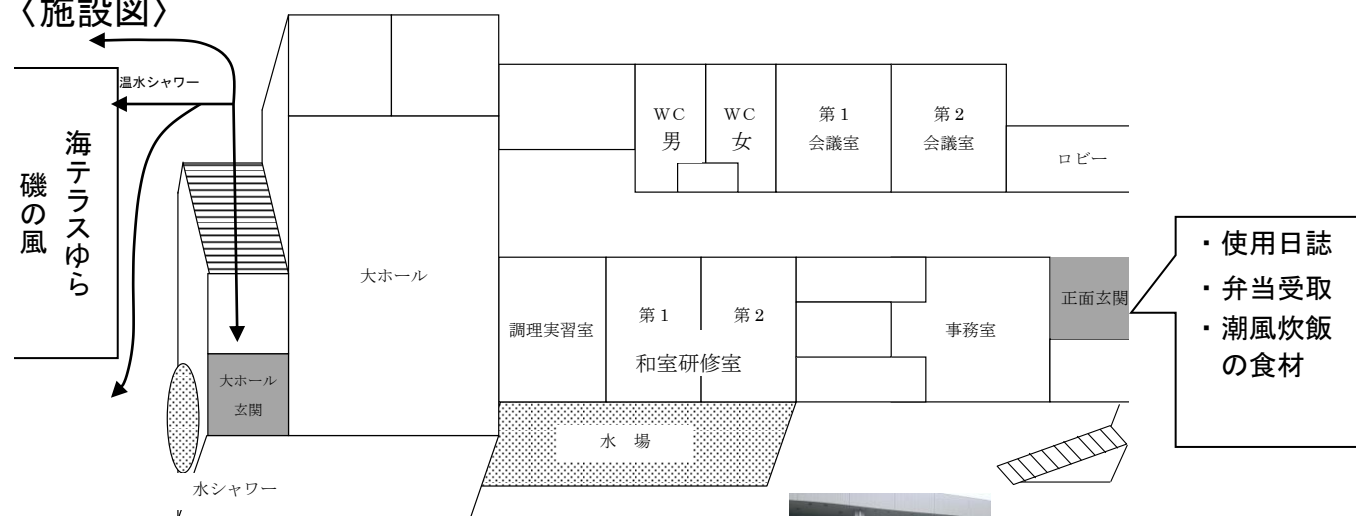 〈施設図〉
温水シャワー
海テラスゆら
磯の風
WC
男
WC
女
第1
会議室
第2
会議室
ロビー
大ホール
調理実習室
第1
第2
和室研修室
事務室
正面玄関
・使用日誌
・弁当受取
・潮風炊飯
の食材
大ホール
玄関
水 場
水シャワー